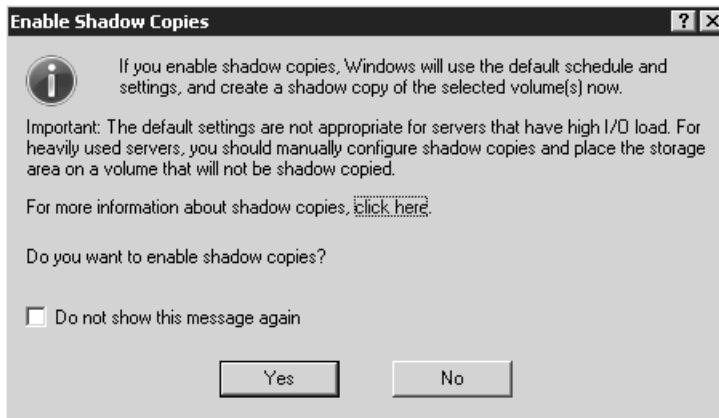 Enable Shadow Copies
If you enable shadow copies, Windows will use the default schedule and
settings, and create a shadow copy of the selected volume(s) now.
Important: The default settings are not appropriate for servers that have high I/O load. For
heavily used servers, you should manually configure shadow copies and place the storage
area on a volume that will not be shadow copied.
For more information about shadow copies, click here.
Do you want to enable shadow copies?
Do not show this message again
Yes
No